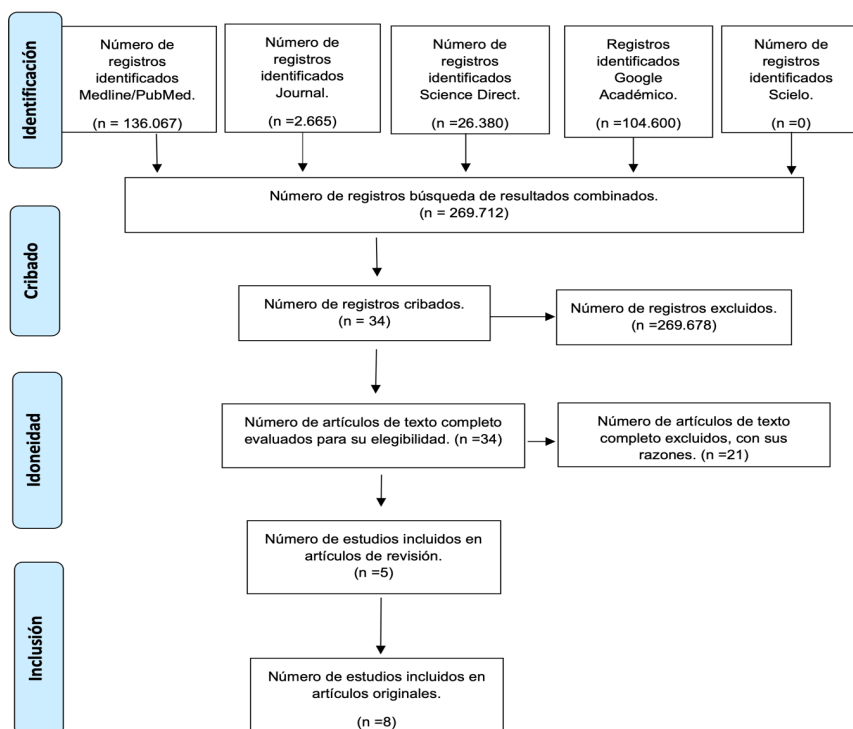 Identificación
Número de
registros
identificados
Medline/PubMed.
(n = 136.067)
Número de
registros
identificados
Journal.
(n =2.665)
Número de
registros
identificados
Science Direct.
(n =26.380)
Registros
identificados
Google
Académico.
(n =104.600)
Número de
registros
identificados
Scielo.
(n =0)
Número de registros búsqueda de resultados combinados.
(n = 269.712)
Cribado
Número de registros cribados.
(n = 34)
Número de registros excluidos.
(n =269.678)
Idoneidad
Número de artículos de texto completo
evaluados para su elegibilidad. (n =34)
Número de artículos de texto
completo excluidos, con sus
razones. (n =21)
Número de estudios incluidos en
artículos de revisión.
(n =5)
Inclusión
Número de estudios incluidos en
artículos originales.
(n =8)